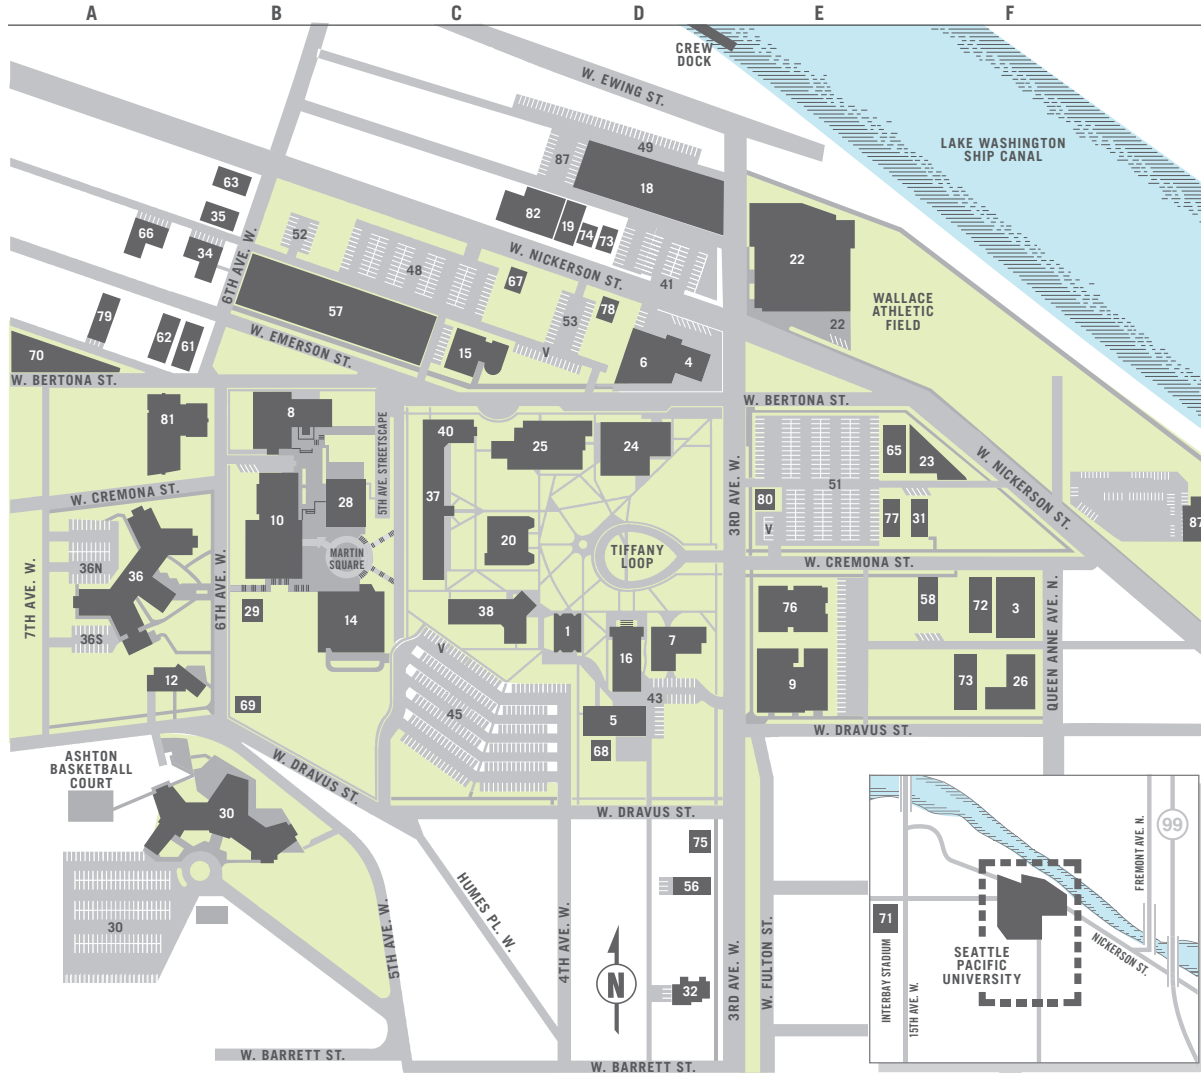 A B C D E F
CREW
DOCK
W. EWING ST.
LAKE WASHINGTON
SHIP CANAL
49
87
18
63
35
66
34
82
19
74
73
52
W. NICKERSON ST.
48
6TH AVE. W.
67
41
22
57
78
53
WALLACE
ATHLETIC
FIELD
22
79
62
61
W. EMERSON ST.
15
V
6
4
70
W. BERTONA ST.
W. BERTONA ST.
81
8
5TH AVE. STREETSCAPE
40
25
24
65
23
W. NICKERSON ST.
3RD AVE. W.
51
W. CREMONA ST.
37
28
10
80
V
77
31
87
36N
36
MARTIN
SQUARE
20
TIFFANY
LOOP
W. CREMONA ST.
7TH AVE. W.
6TH AVE. W.
36S
29
14
38
1
16
7
76
58
72
3
QUEEN ANNE AVE. N.
V
12
9
73
26
69
45
43
5
68
W. DRAVUS ST.
ASHTON
BASKETBALL
COURT
W. DRAVUS ST.
W. DRAVUS ST.
30
75
56
HUMES PL. W.
30
5TH AVE. W.
4TH AVE. W.
N
32
3RD AVE. W.
W. FULTON ST.
W. BARRETT ST.
W. BARRETT ST.
99
FREMONT AVE. N.
71
INTERBAY STADIUM
15TH AVE. W.
SEATTLE
PACIFIC
UNIVERSITY
NICKERSON ST.